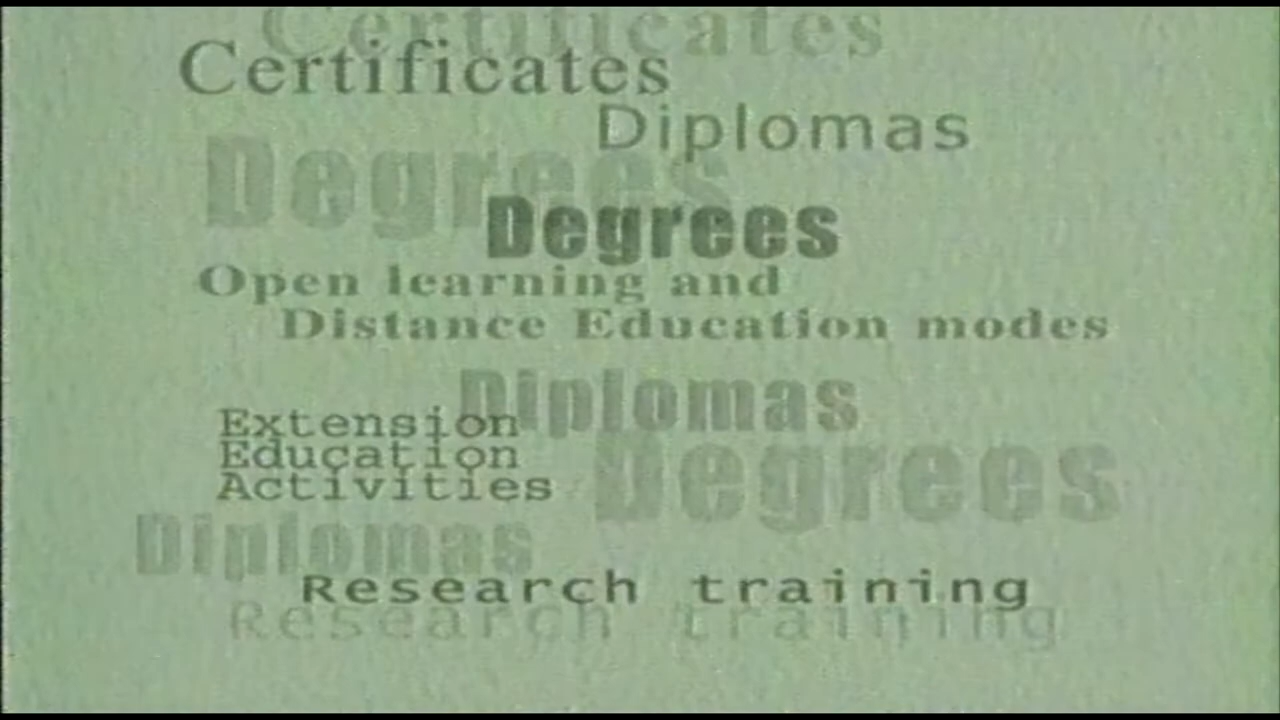 Certificates
Certificates
Diplomas
Degrees
Degrees
Open learning and
Distance Education modes
Diplomas
Extension
Education
Activities
Degrees
Diplomas
Research training
Research training